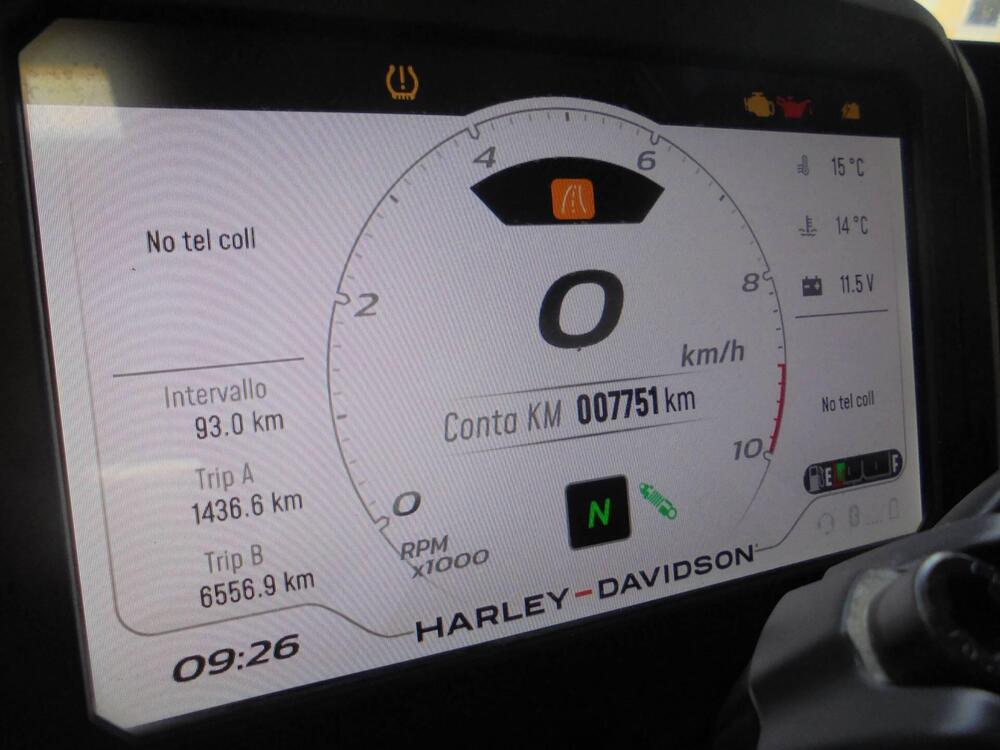 No tel coll
Intervallo
93.0 km
Trip A
1436.6 km
Trip B
6556.9 km
09:26
0
2
4
6
8
10
RPM
x1000
0
km/h
Conta KM 007751 km
N
HARLEY-DAVIDSON
15 °C
14 °C
11.5 V
No tel coll
E F